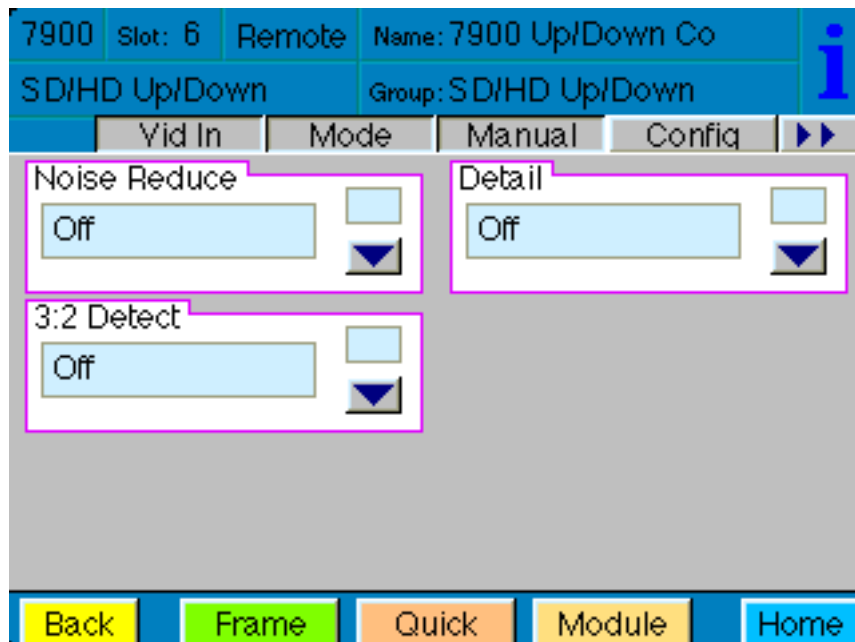 7900 Slot: 6 Remote Name: 7900 Up/Down Co
SD/HD Up/Down Group: SD/HD Up/Down
i
Vid In Mode Manual Config
Noise Reduce Detail
Off Off
3:2 Detect
Off
Back Frame Quick Module Home